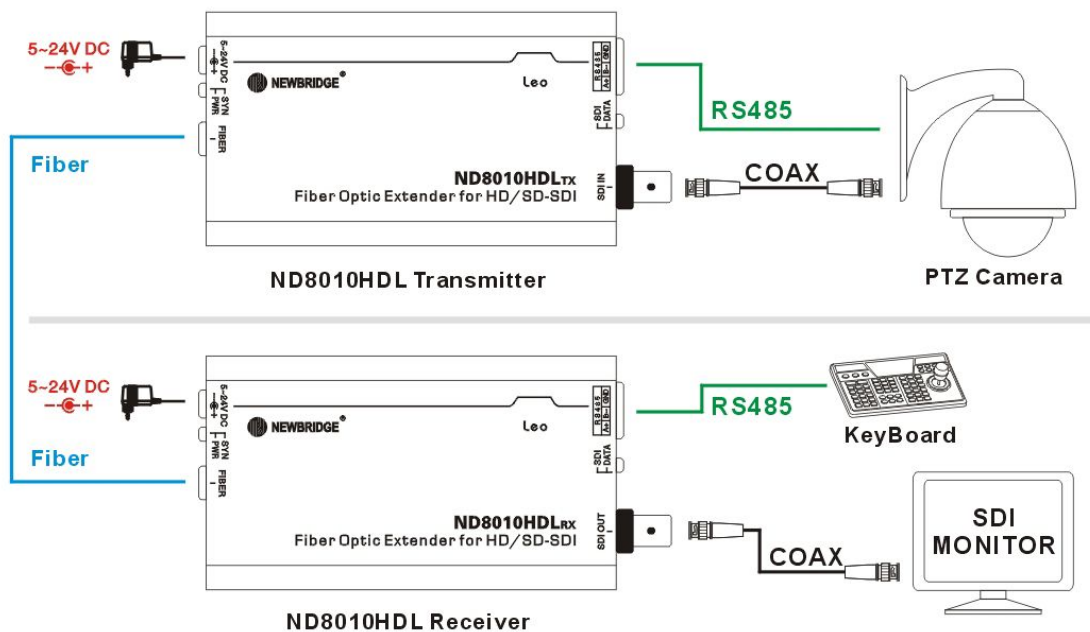 5~24V DC
5~24V DC
SYN
PWR
FIBER
NEWBRIDGE®
Leo
RS485
A+ B- GND
SDI
DATA
SDI IN
ND8010HDLTX
Fiber Optic Extender for HD/SD-SDI
Fiber
RS485
COAX
PTZ Camera
ND8010HDL Transmitter
5~24V DC
5~24V DC
SYN
PWR
FIBER
NEWBRIDGE®
Leo
RS485
A+ B- GND
SDI
DATA
SDI OUT
ND8010HDLRX
Fiber Optic Extender for HD/SD-SDI
Fiber
RS485
KeyBoard
COAX
SDI
MONITOR
ND8010HDL Receiver